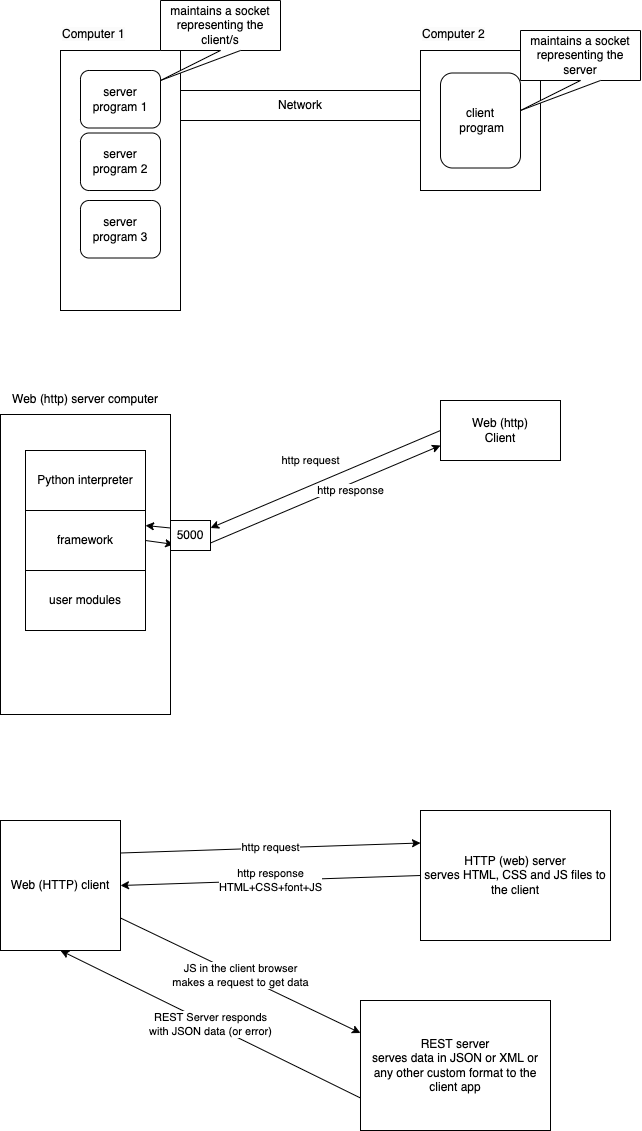 maintains a socket
representing the
client/s
Computer 1
Computer 2
maintains a socket
representing the
server
server
program 1
Network
client
program
server
program 2
server
program 3
Web (http) server computer
Web (http)
Client
http request
http response
Python interpreter
5000
framework
user modules
http request
HTTP (web) server
serves HTML, CSS and JS files to
the client
http response
HTML+CSS+font+JS
Web (HTTP) client
JS in the client browser
makes a request to get data
REST Server responds
with JSON data (or error)
REST server
serves data in JSON or XML or
any other custom format to the
client app